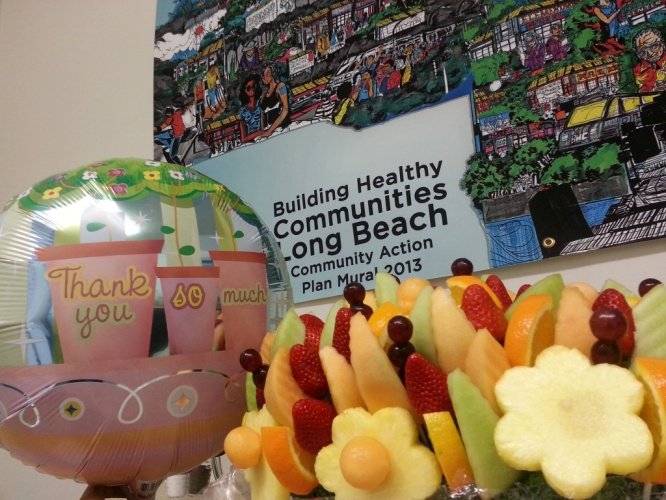 Building Healthy
Communities
Long Beach
Community Action
Plan Mural 2013
Thank
you
so
much